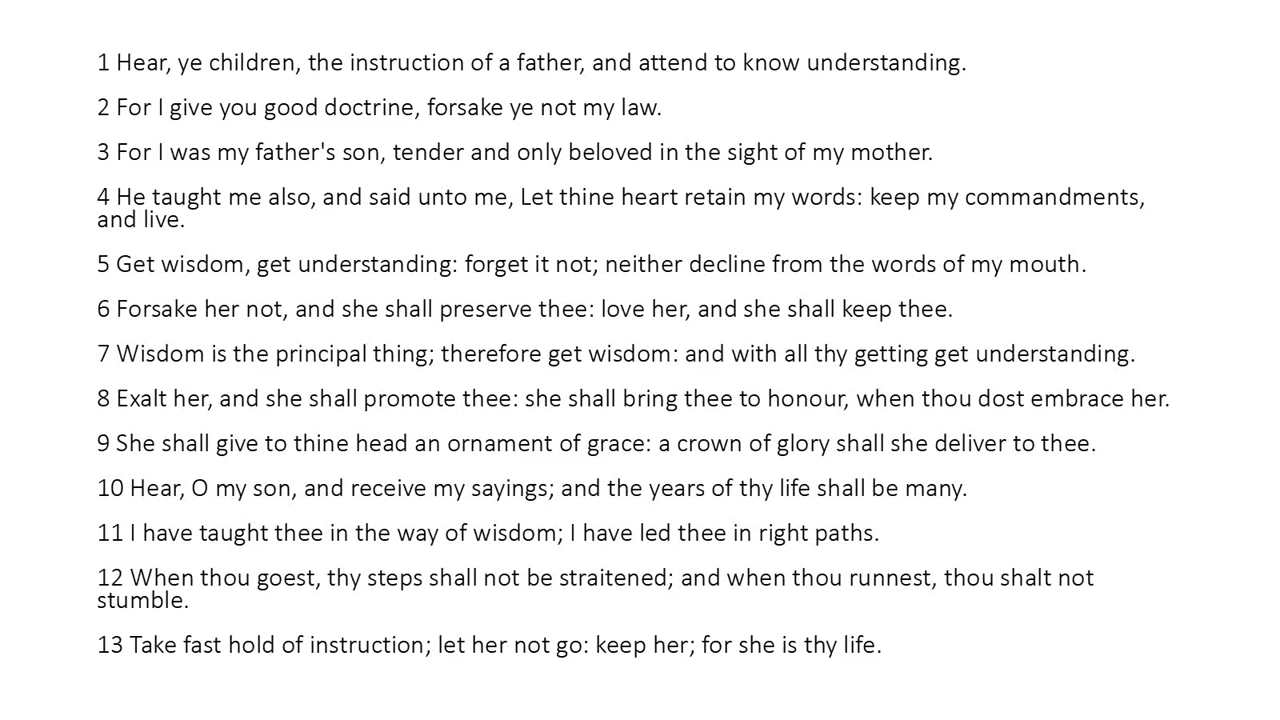 1 Hear, ye children, the instruction of a father, and attend to know understanding.
2 For I give you good doctrine, forsake ye not my law.
3 For I was my father's son, tender and only beloved in the sight of my mother.
4 He taught me also, and said unto me, Let thine heart retain my words: keep my commandments,
and live.
5 Get wisdom, get understanding: forget it not; neither decline from the words of my mouth.
6 Forsake her not, and she shall preserve thee: love her, and she shall keep thee.
7 Wisdom is the principal thing; therefore get wisdom: and with all thy getting get understanding.
8 Exalt her, and she shall promote thee: she shall bring thee to honour, when thou dost embrace her.
9 She shall give to thine head an ornament of grace: a crown of glory shall she deliver to thee.
10 Hear, O my son, and receive my sayings; and the years of thy life shall be many.
11 I have taught thee in the way of wisdom; I have led thee in right paths.
12 When thou goest, thy steps shall not be straitened; and when thou runnest, thou shalt not
stumble.
13 Take fast hold of instruction; let her not go: keep her; for she is thy life.